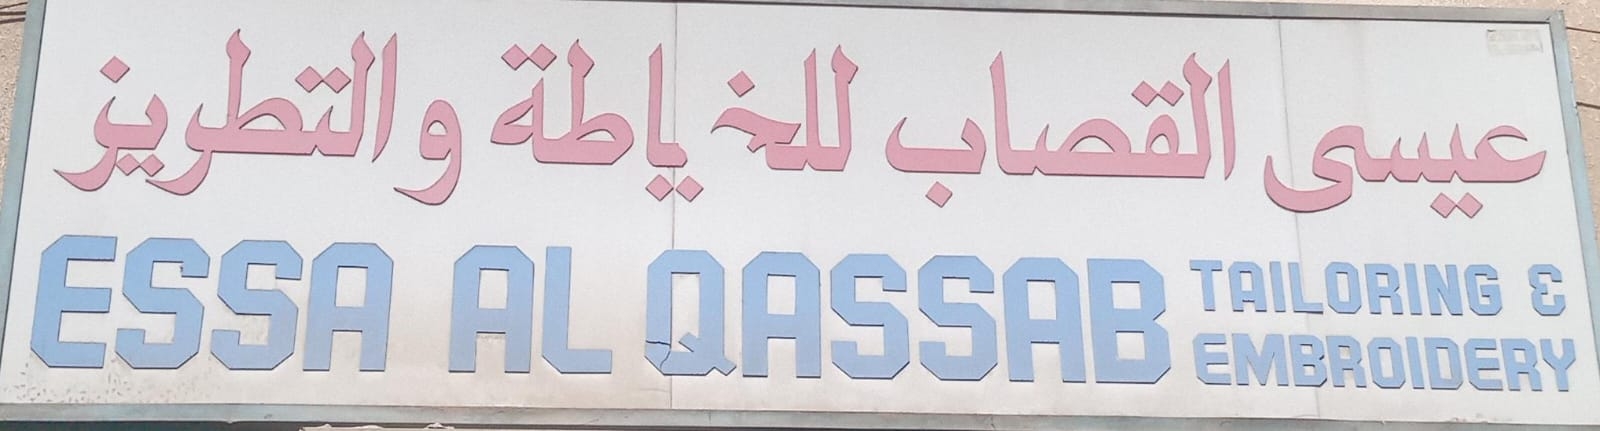 عيسى القصاب للخياطة والتطريز
ESSA AL QASSAB TAILORING &
EMBROIDERY